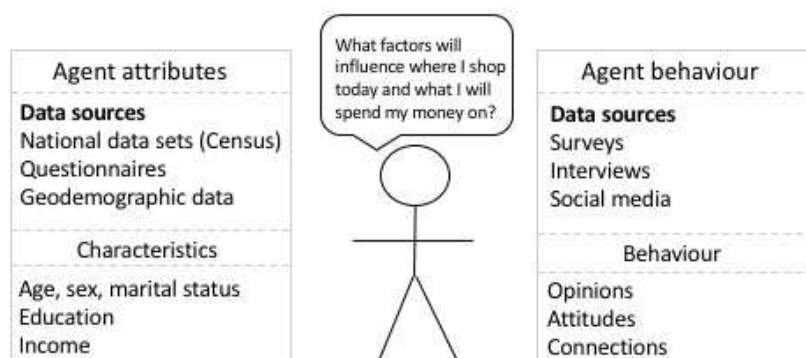 What factors will
influence where I shop
today and what I will
spend my money on?
Agent attributes
Data sources
National data sets (Census)
Questionnaires
Geodemographic data
Characteristics
Age, sex, marital status
Education
Income
Agent behaviour
Data sources
Surveys
Interviews
Social media
Behaviour
Opinions
Attitudes
Connections